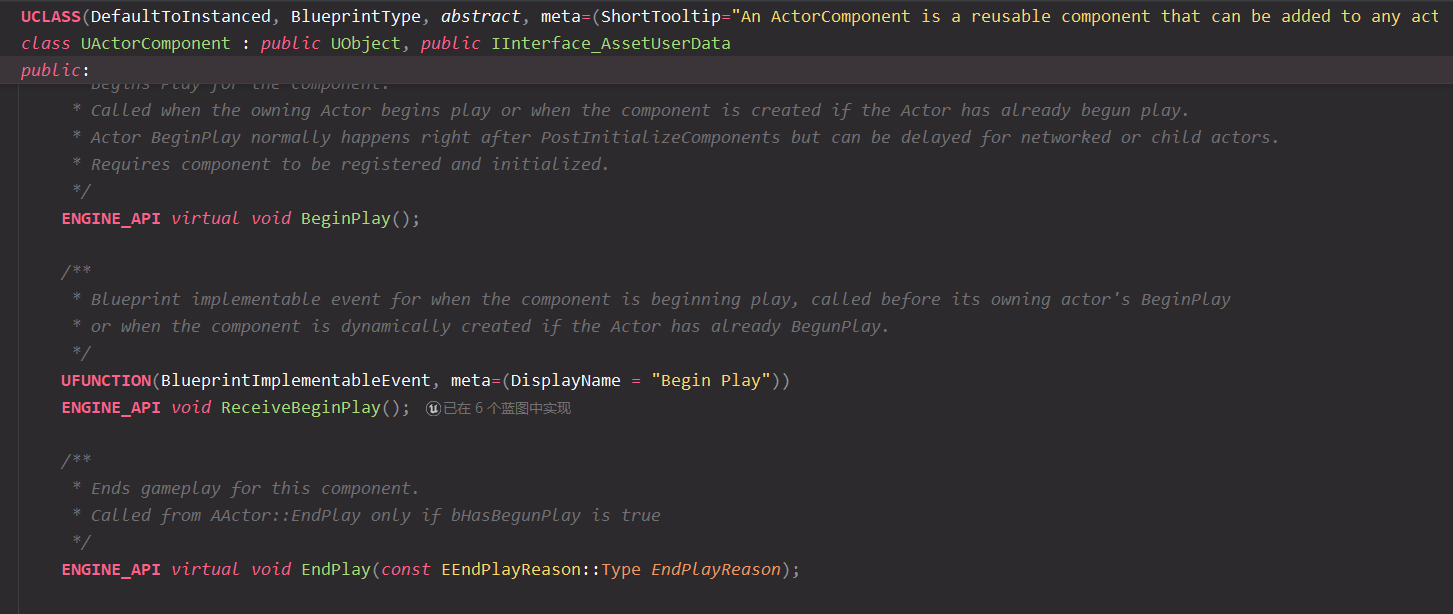 UCLASS(DefaultToInstanced, BlueprintType, abstract, meta=(ShortTooltip="An ActorComponent is a reusable component that can be added to any act
class UActorComponent : public UObject, public IInterface_AssetUserData
public:
* Begins Play for the component.
* Called when the owning Actor begins play or when the component is created if the Actor has already begun play.
* Actor BeginPlay normally happens right after PostInitializeComponents but can be delayed for networked or child actors.
* Requires component to be registered and initialized.
*/
ENGINE_API virtual void BeginPlay();
/**
* Blueprint implementable event for when the component is beginning play, called before its owning actor's BeginPlay
* or when the component is dynamically created if the Actor has already BegunPlay.
*/
UFUNCTION(BlueprintImplementableEvent, meta=(DisplayName = "Begin Play"))
ENGINE_API void ReceiveBeginPlay(); 已在 6 个蓝图中实现
/**
* Ends gameplay for this component.
* Called from AActor::EndPlay only if bHasBegunPlay is true
*/
ENGINE_API virtual void EndPlay(const EEndPlayReason::Type EndPlayReason);